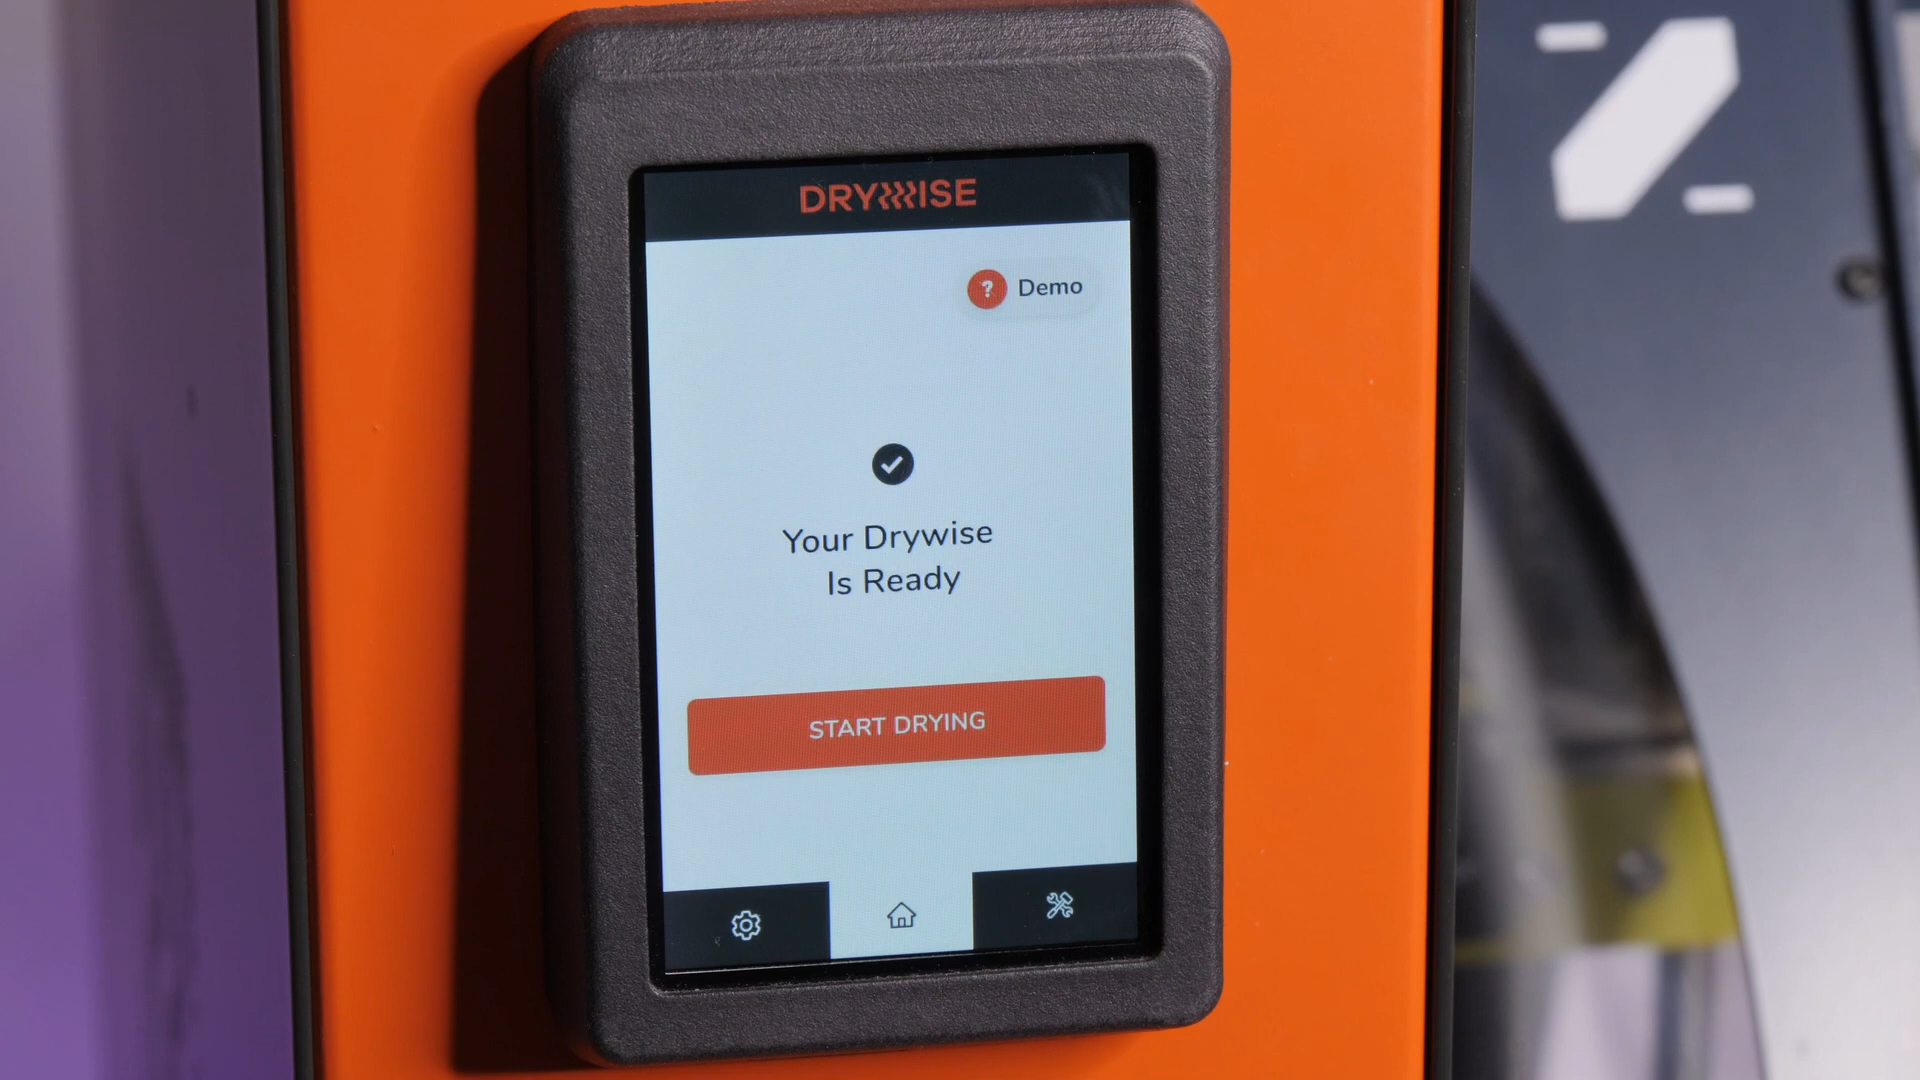 DRYWISE
? Demo
Your Drywise
Is Ready
START DRYING